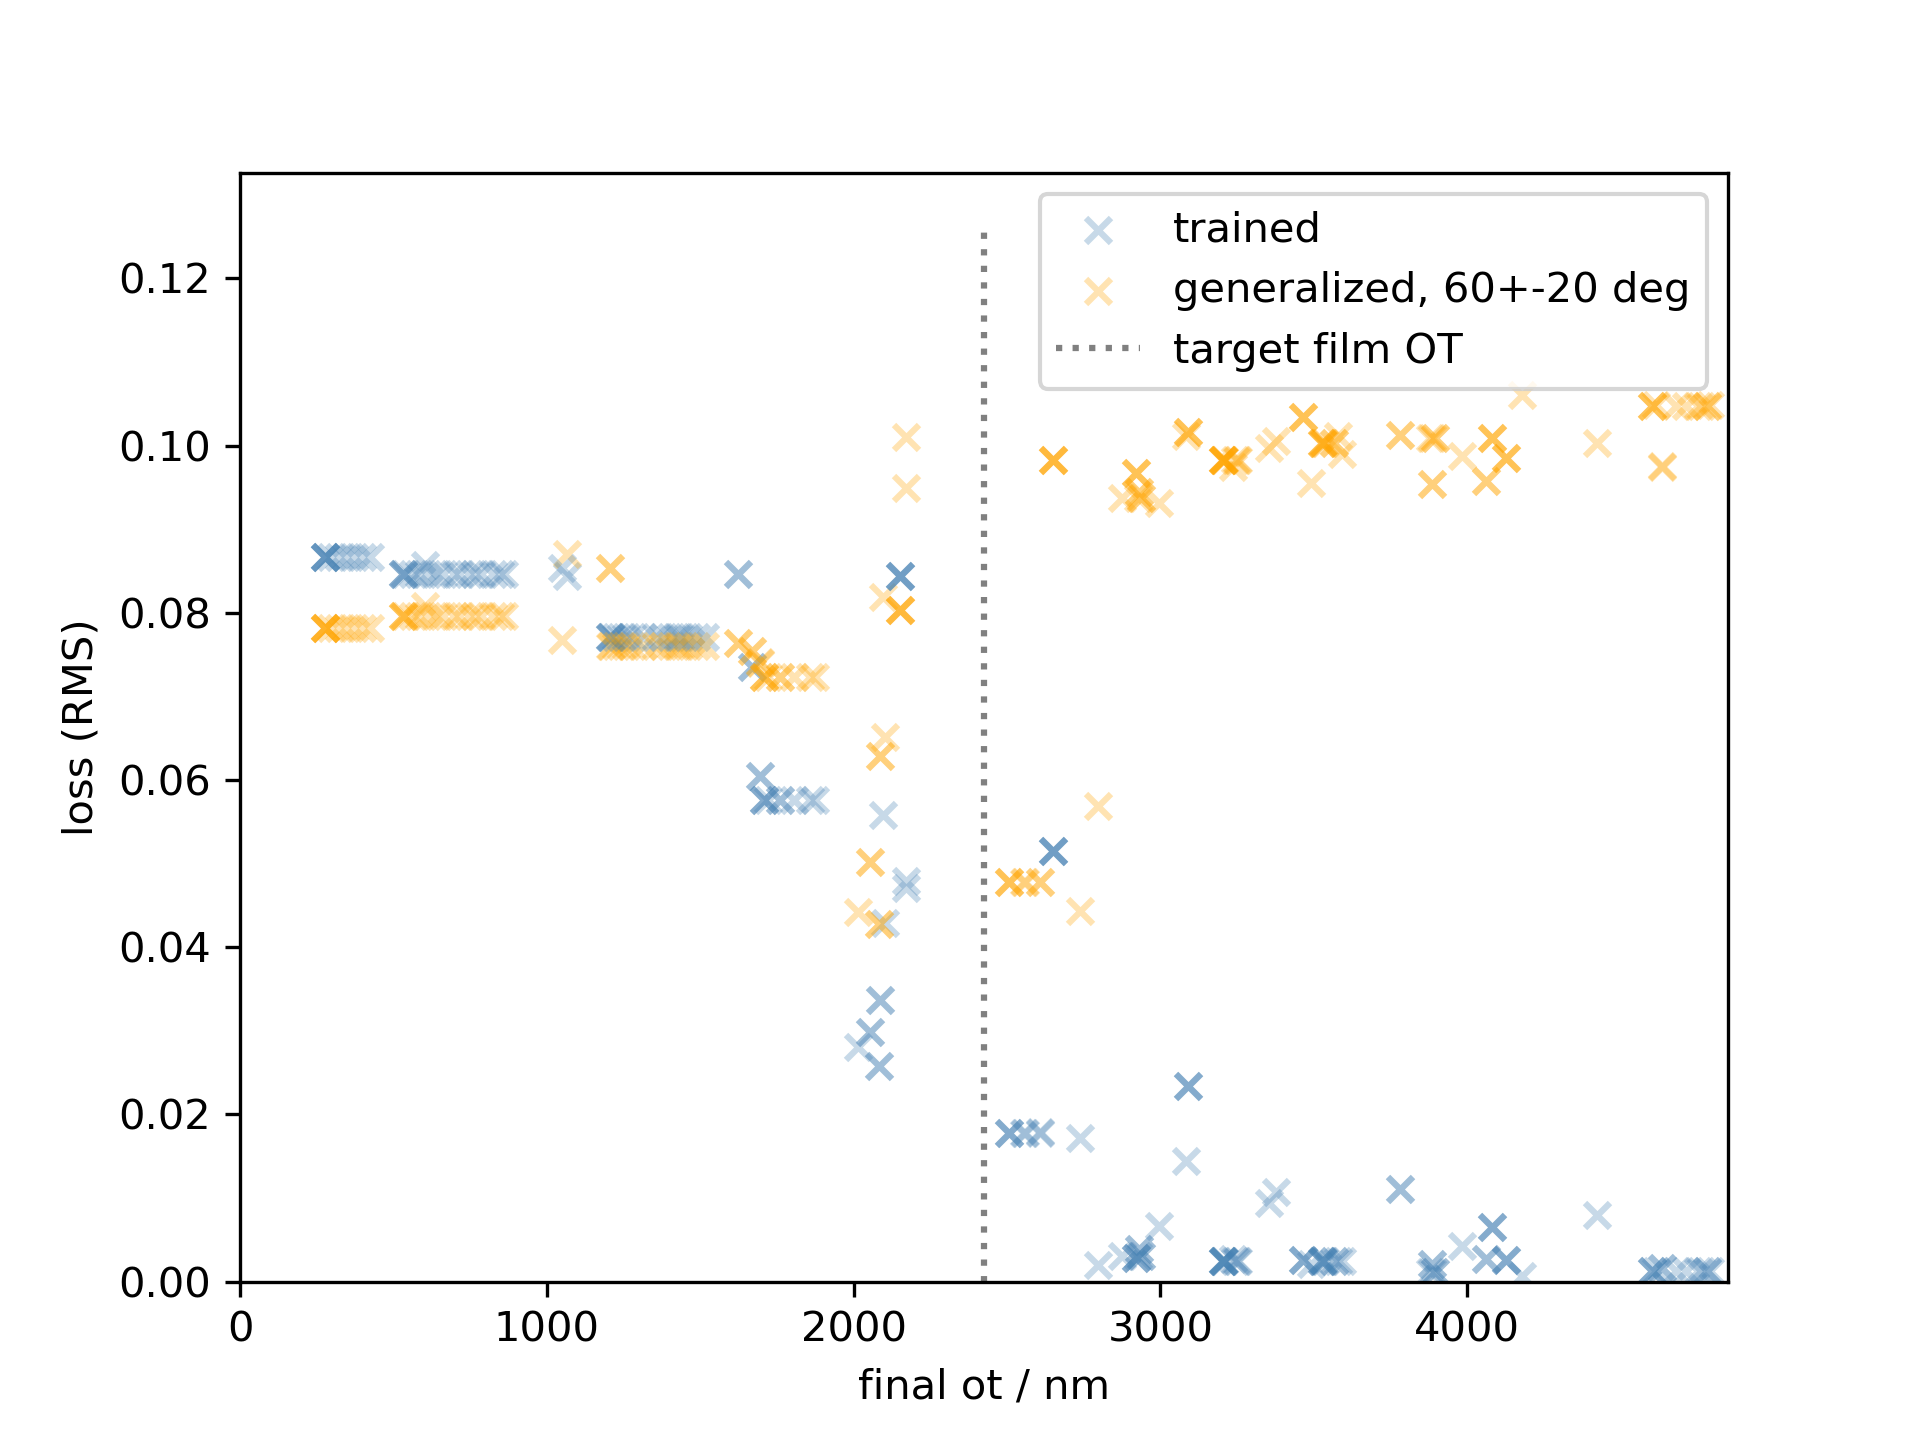 trained
generalized, 60+-20 deg
target film OT
0.12
0.10
0.08
0.06
0.04
0.02
0.00
loss (RMS)
0 1000 2000 3000 4000
final ot / nm